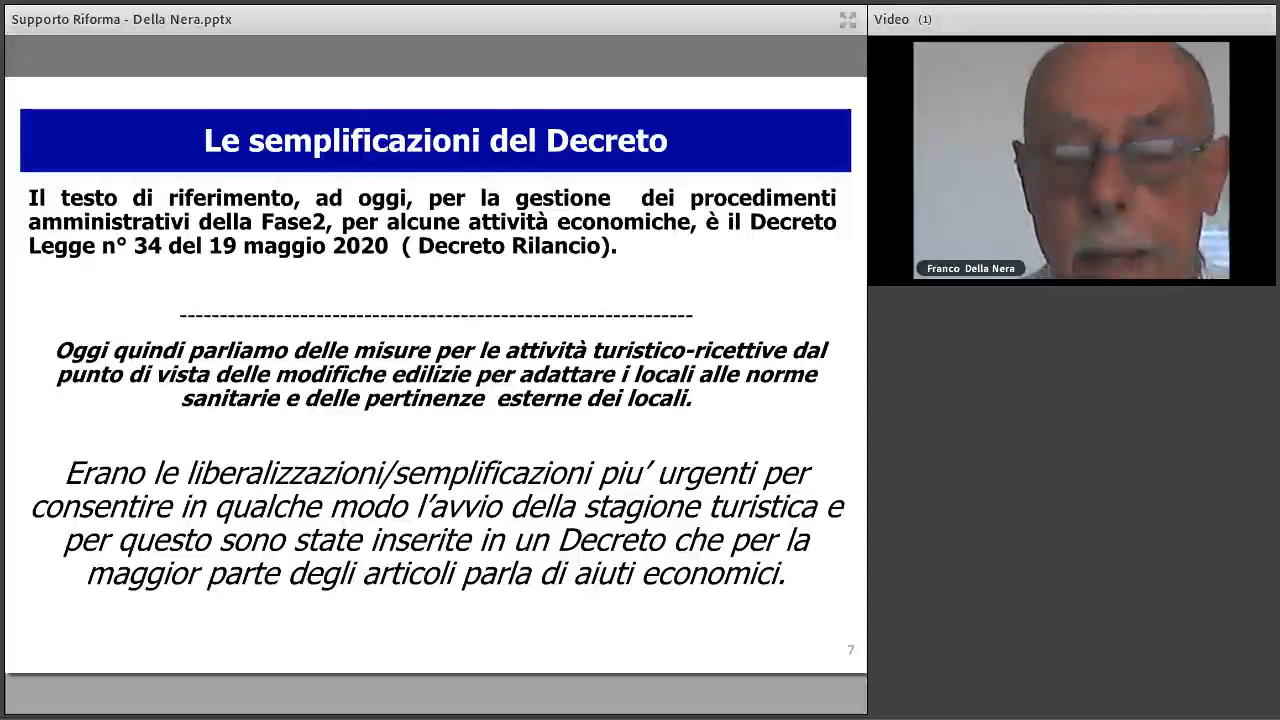 Supporto Riforma - Della Nera.pptx
Video (1)
Le semplificazioni del Decreto
Il testo di riferimento, ad oggi, per la gestione dei procedimenti
amministrativi della Fase2, per alcune attività economiche, è il Decreto
Legge n° 34 del 19 maggio 2020 ( Decreto Rilancio).
----------------------------------------------------------------
Oggi quindi parliamo delle misure per le attività turistico-ricettive dal
punto di vista delle modifiche edilizie per adattare i locali alle norme
sanitarie e delle pertinenze esterne dei locali.
Erano le liberalizzazioni/semplificazioni piu’ urgenti per
consentire in qualche modo l’avvio della stagione turistica e
per questo sono state inserite in un Decreto che per la
maggior parte degli articoli parla di aiuti economici.
7
Franco Della Nera